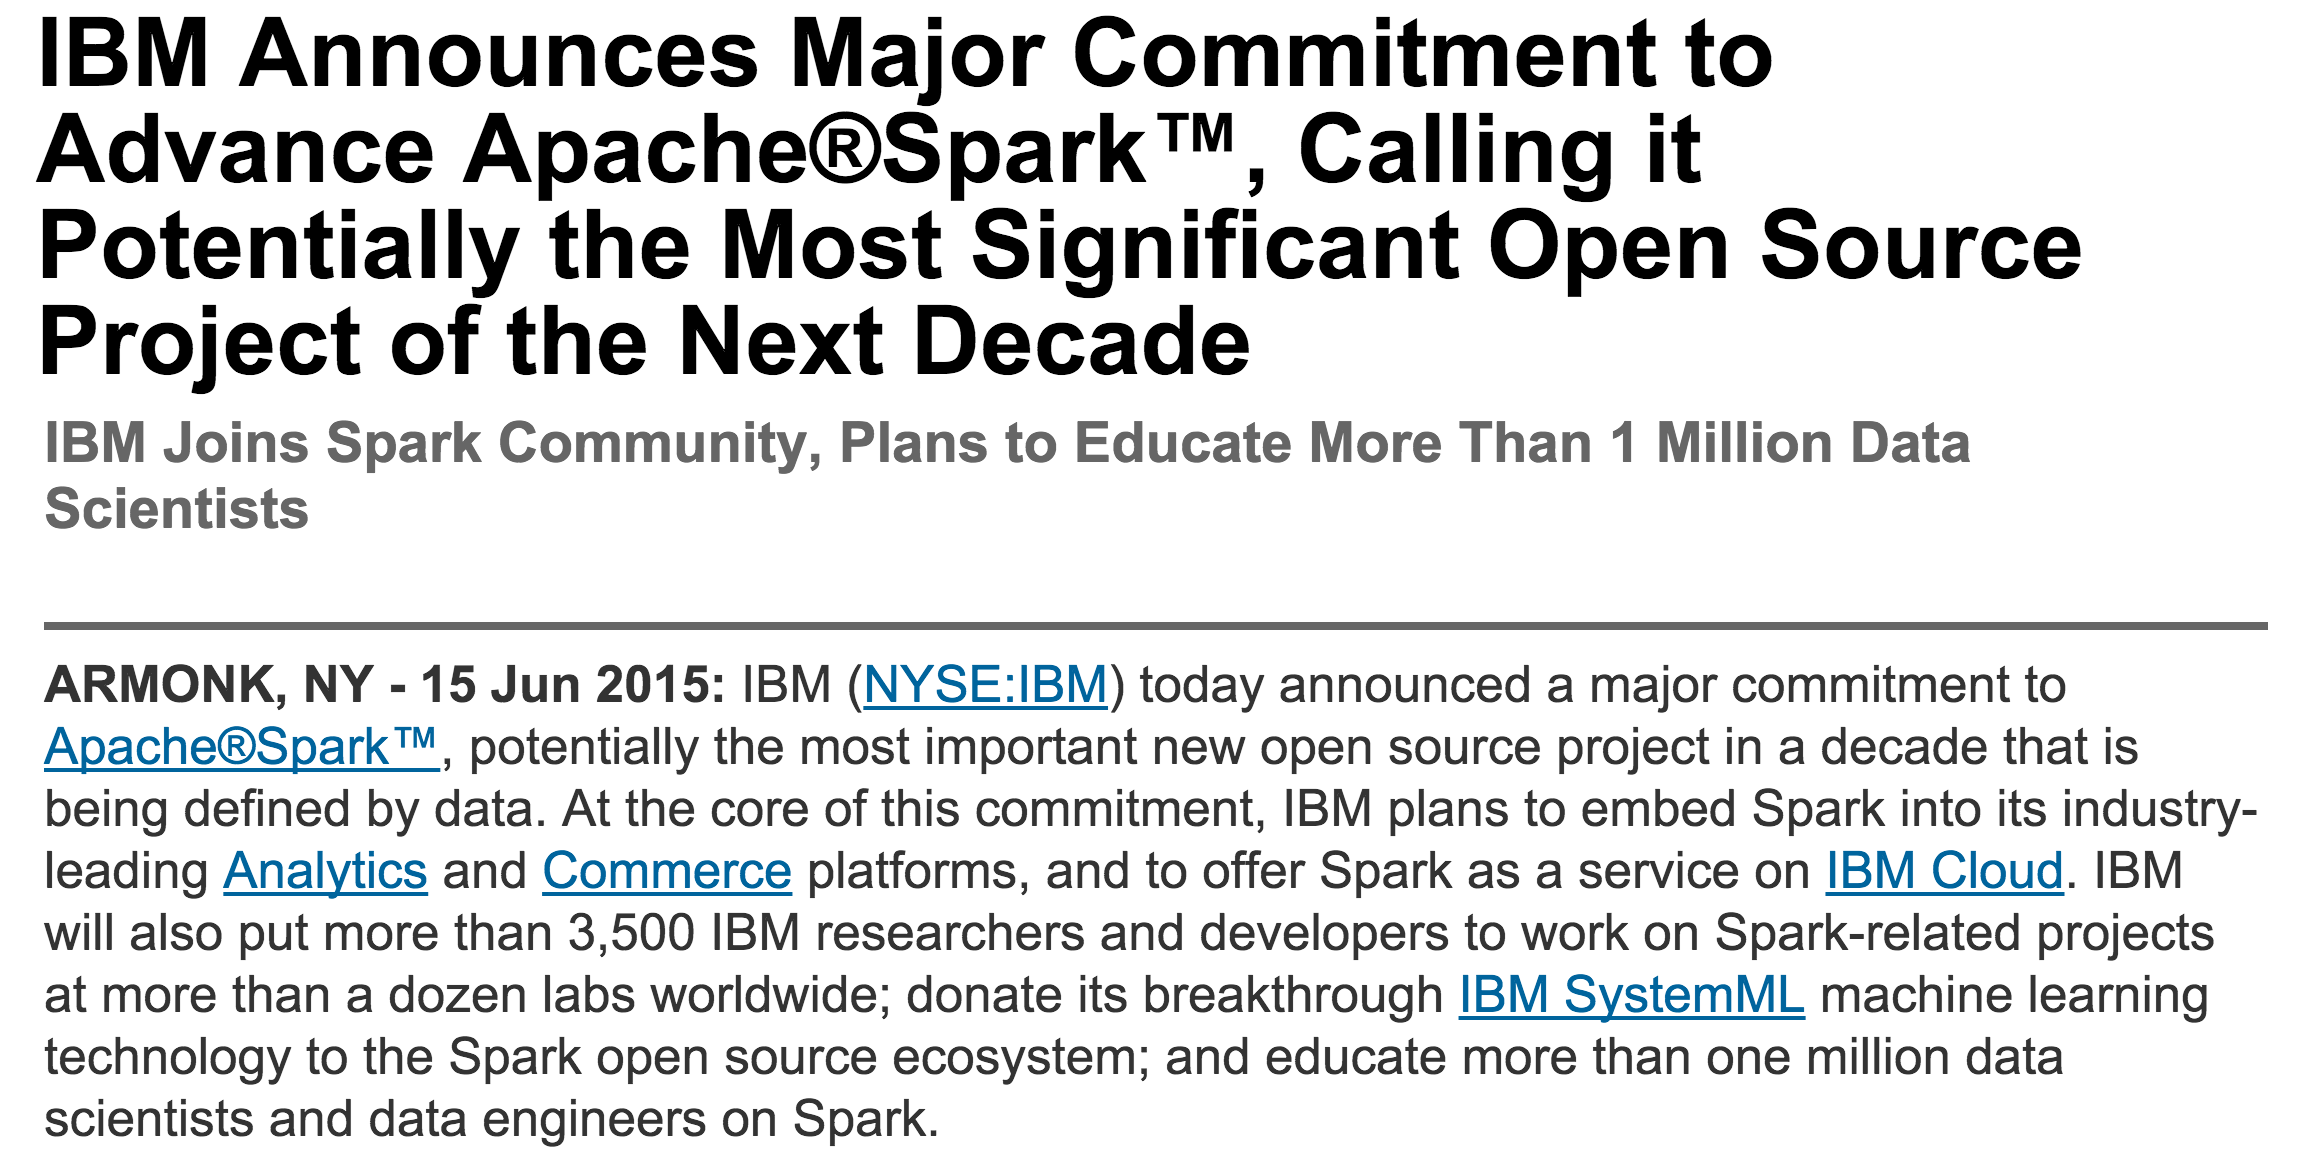 IBM Announces Major Commitment to
Advance Apache®Spark™, Calling it
Potentially the Most Significant Open Source
Project of the Next Decade
IBM Joins Spark Community, Plans to Educate More Than 1 Million Data
Scientists
ARMONK, NY - 15 Jun 2015: IBM (NYSE:IBM) today announced a major commitment to
Apache®Spark™, potentially the most important new open source project in a decade that is
being defined by data. At the core of this commitment, IBM plans to embed Spark into its industry-
leading Analytics and Commerce platforms, and to offer Spark as a service on IBM Cloud. IBM
will also put more than 3,500 IBM researchers and developers to work on Spark-related projects
at more than a dozen labs worldwide; donate its breakthrough IBM SystemML machine learning
technology to the Spark open source ecosystem; and educate more than one million data
scientists and data engineers on Spark.